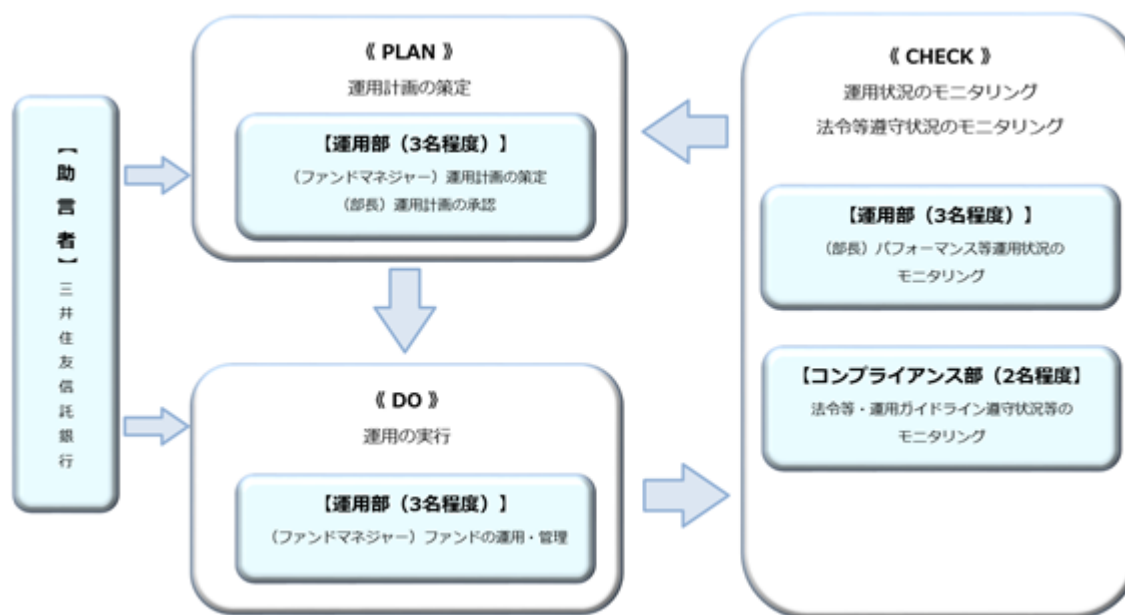 【助言者】三井住友信託銀行
《 PLAN 》
運用計画の策定
【運用部（3名程度）】
（ファンドマネジャー）運用計画の策定
（部長）運用計画の承認
《 DO 》
運用の実行
【運用部（3名程度）】
（ファンドマネジャー）ファンドの運用・管理
《 CHECK 》
運用状況のモニタリング
法令等遵守状況のモニタリング
【運用部（3名程度）】
（部長）パフォーマンス等運用状況の
モニタリング
【コンプライアンス部（2名程度】
法令等・運用ガイドライン遵守状況等の
モニタリング